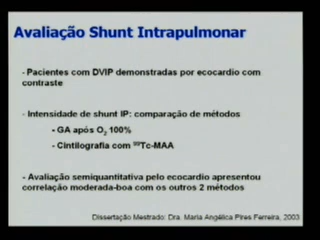 Avaliação Shunt Intrapulmonar
- Pacientes com DVIP demonstradas por ecocardio com
contraste
- Intensidade de shunt IP: comparação de métodos
- GA após O₂ 100%
- Cintilografia com ⁹⁹Tc-MAA
- Avaliação semiquantitativa pelo ecocardio apresentou
correlação moderada-boa com os outros 2 métodos
Dissertação Mestrado: Dra. Maria Angélica Pires Ferreira, 2003